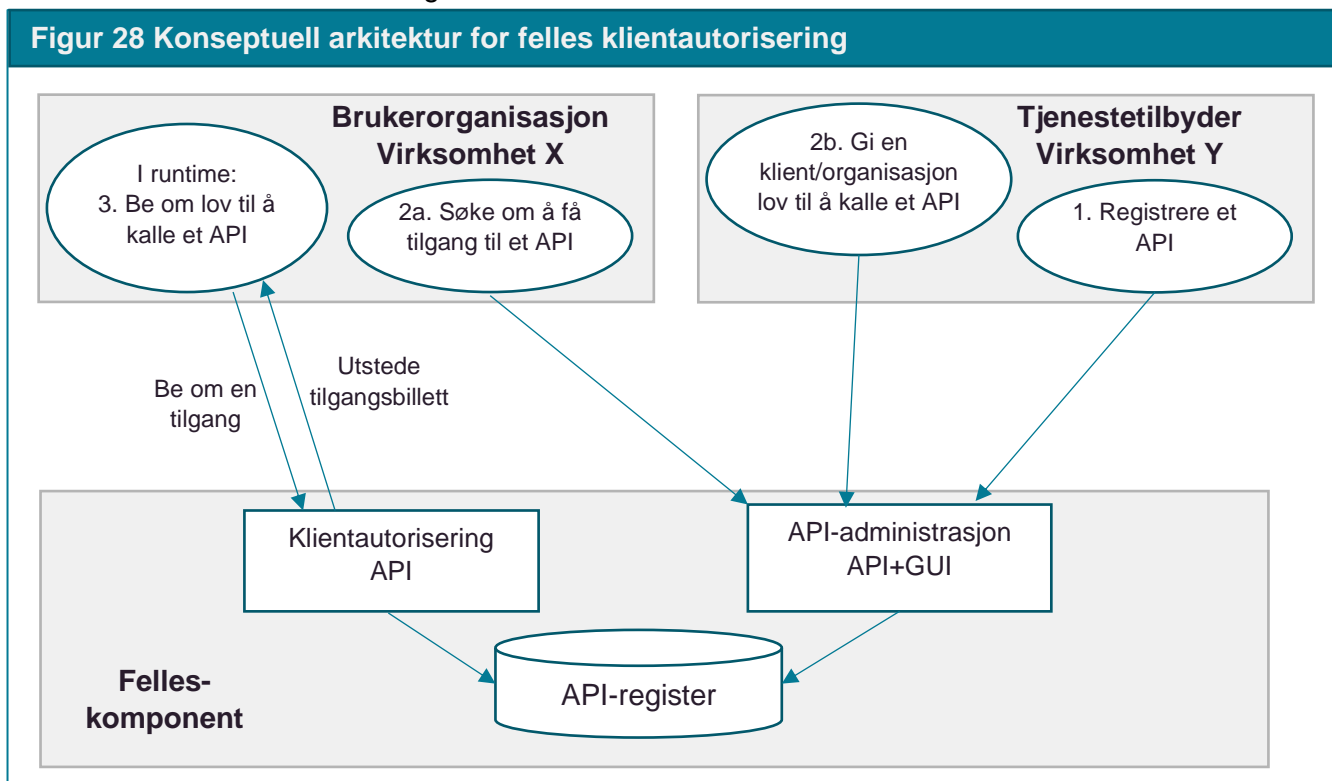 Figur 28 Konseptuell arkitektur for felles klientautorisering
Brukerorganisasjon
Virksomhet X
I runtime:
3. Be om lov til å
kalle et API
2a. Søke om å få
tilgang til et API
Tjenestetilbyder
Virksomhet Y
2b. Gi en
klient/organisasjon
lov til å kalle et API
1. Registrere et
API
Be om en
tilgang
Utstede
tilgangsbillett
Klientautorisering
API
API-administrasjon
API+GUI
API-register
Felles-
komponent